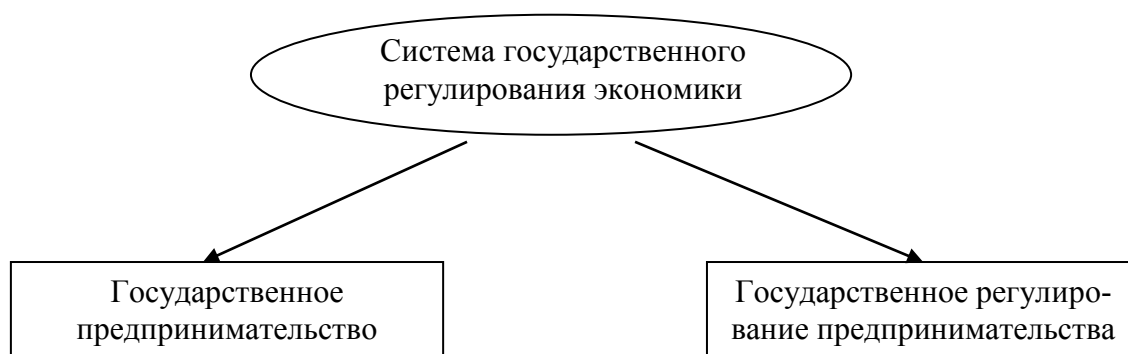 Система государственного
регулирования экономики
Государственное
предпринимательство
Государственное регулиро-
вание предпринимательства